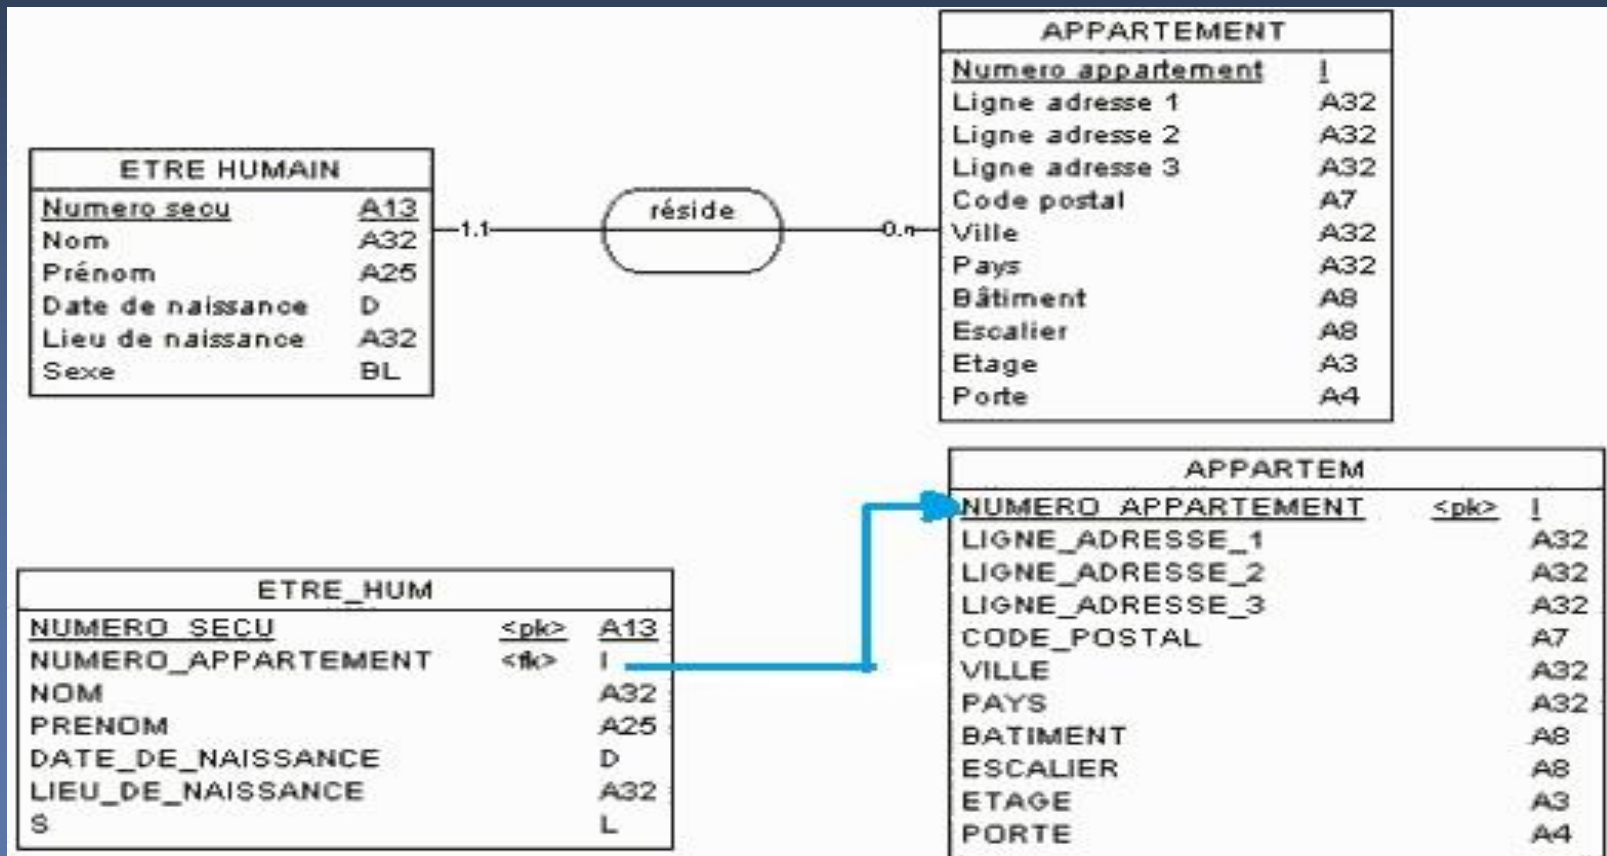 APPARTEMENT
Numero appartement I
Ligne adresse 1 A32
Ligne adresse 2 A32
Ligne adresse 3 A32
Code postal A7
Ville A32
Pays A32
Bâtiment A8
Escalier A8
Etage A3
Porte A4
ETRE HUMAIN
Numero secu A13
Nom A32
Prénom A25
Date de naissance D
Lieu de naissance A32
Sexe BL
1.1
réside
0.n
APPARTEM
NUMERO_APPARTEMENT <pk> I
LIGNE_ADRESSE_1 A32
LIGNE_ADRESSE_2 A32
LIGNE_ADRESSE_3 A32
CODE_POSTAL A7
VILLE A32
PAYS A32
BATIMENT A8
ESCALIER A8
ETAGE A3
PORTE A4
ETRE_HUM
NUMERO_SECU <pk> A13
NUMERO_APPARTEMENT <fk> I
NOM A32
PRENOM A25
DATE_DE_NAISSANCE D
LIEU_DE_NAISSANCE A32
S L